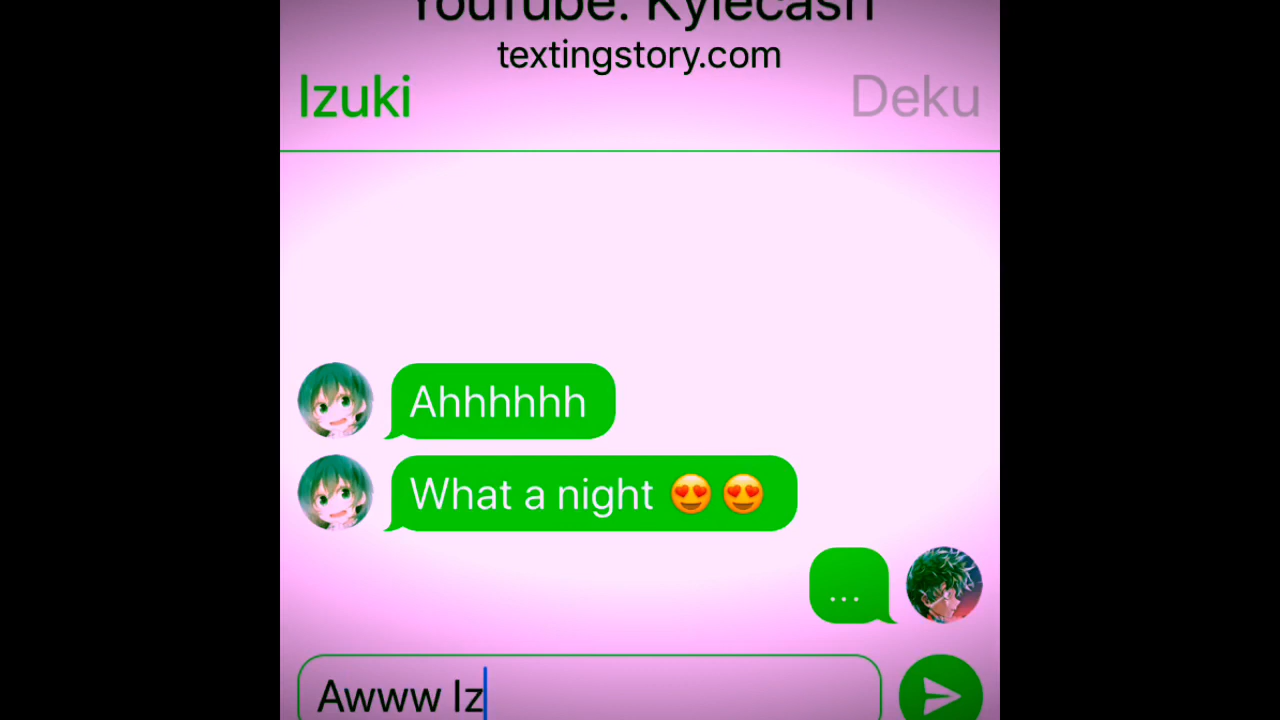 YouTube: Kylecash
textingstory.com
Izuki Deku
Ahhhhhh
What a night 😍 😍
...
Awww Iz